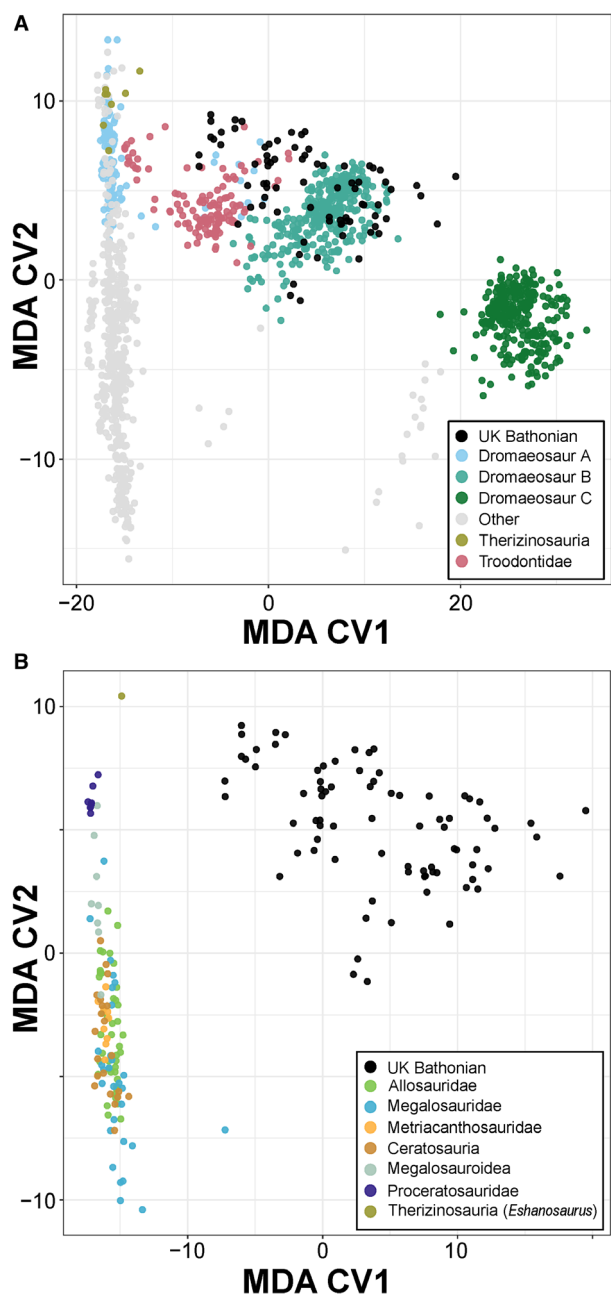 A
10
0
−10
MDA CV2
−20
0
20
MDA CV1
UK Bathonian
Dromaeosaur A
Dromaeosaur B
Dromaeosaur C
Other
Therizinosauria
Troodontidae
B
10
0
−10
MDA CV2
−10
0
10
MDA CV1
UK Bathonian
Allosauridae
Megalosauridae
Metriacanthosauridae
Ceratosauria
Megalosauroidea
Proceratosauridae
Therizinosauria (Eshanosaurus)